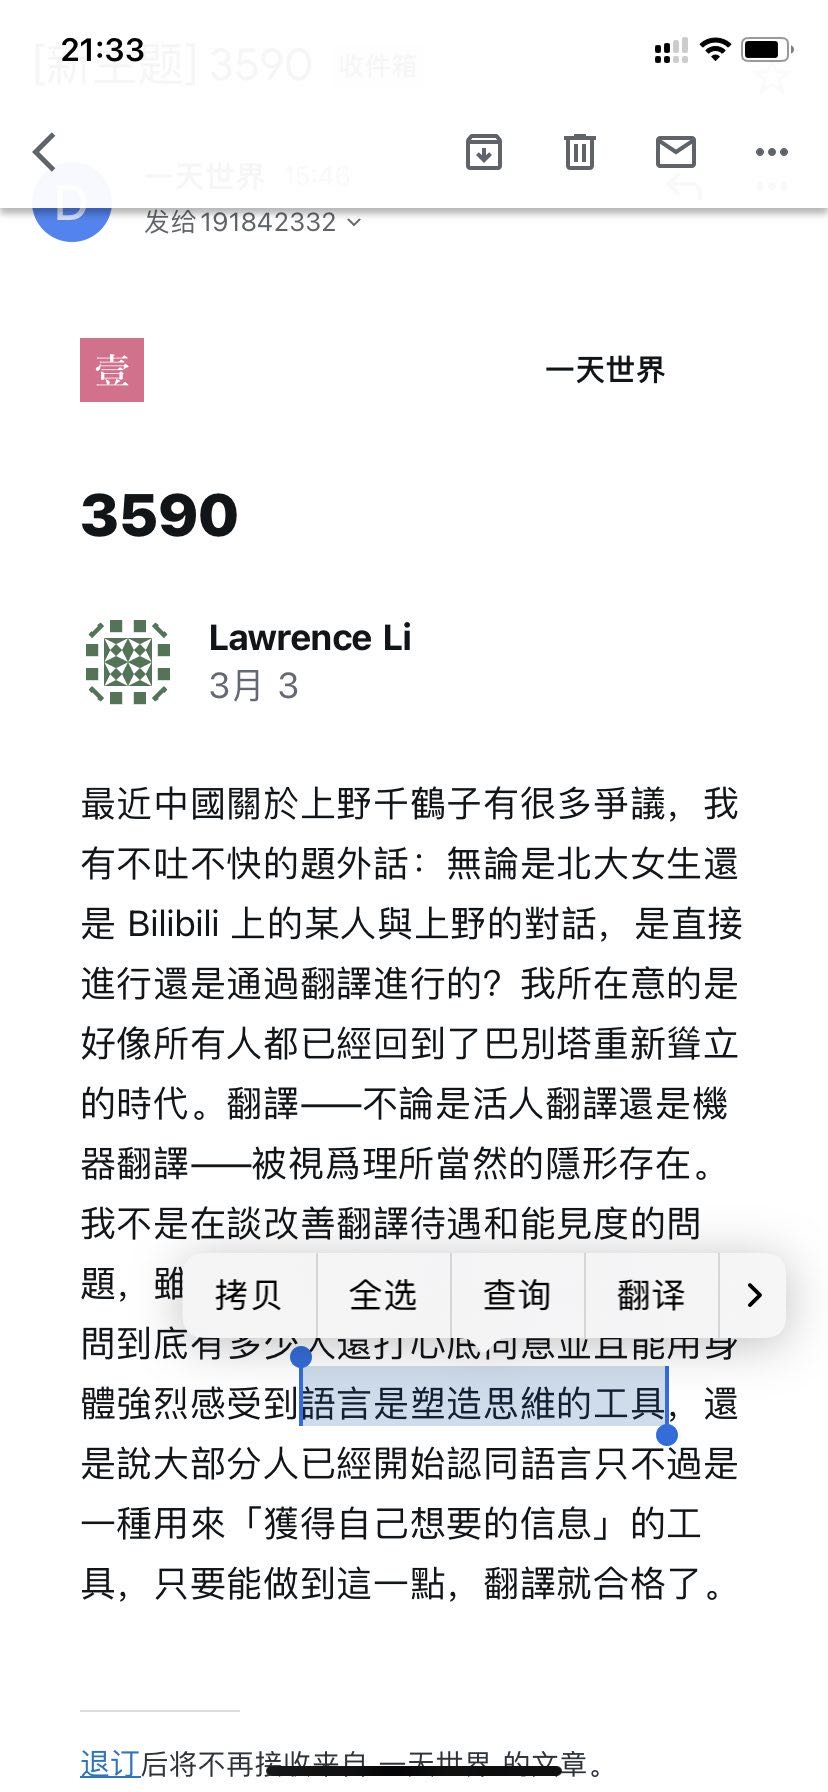 21:33
[新主题] 3590 收件箱
一天世界 15:46
D
发给 191842332
壹
一天世界
3590
Lawrence Li
3月 3
最近中國關於上野千鶴子有很多爭議，我
有不吐不快的題外話：無論是北大女生還
是 Bilibili 上的某人與上野的對話，是直接
進行還是通過翻譯進行的？我所在意的是
好像所有人都已經回到了巴別塔重新聳立
的時代。翻譯——不論是活人翻譯還是機
器翻譯——被視爲理所當然的隱形存在。
我不是在談改善翻譯待遇和能見度的問
題，雖
拷贝 全选 查询 翻译
問到底有多少人還打心底同意並且能用身
體強烈感受到語言是塑造思維的工具，還
是說大部分人已經開始認同語言只不過是
一種用來「獲得自己想要的信息」的工
具，只要能做到這一點，翻譯就合格了。
退订后将不再接收来自 一天世界 的文章。